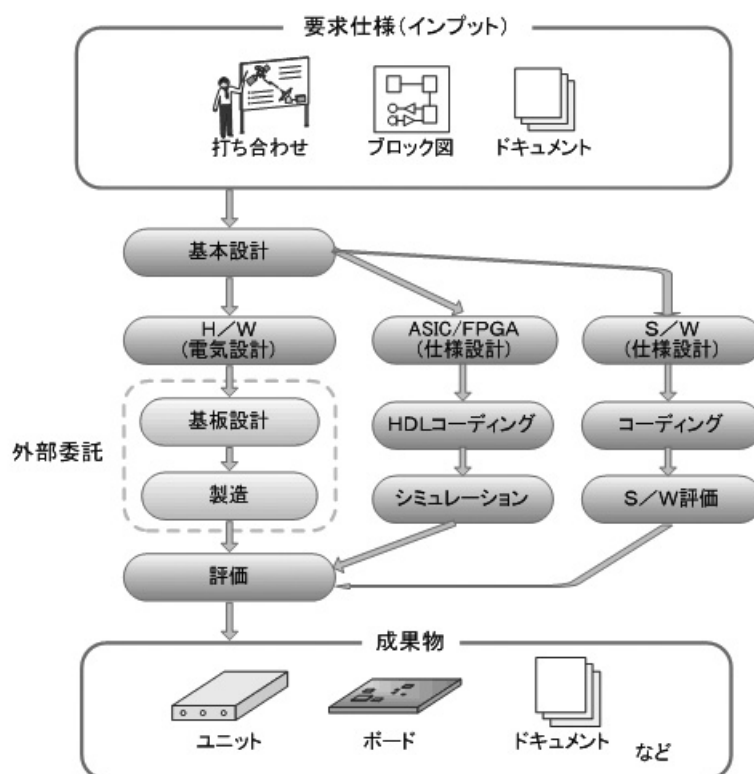 要求仕様(インプット)
打ち合わせ
ブロック図
ドキュメント
基本設計
H/W
(電気設計)
ASIC/FPGA
(仕様設計)
S/W
(仕様設計)
外部委託
基板設計
HDLコーディング
コーディング
製造
シミュレーション
S/W評価
評価
成果物
ユニット
ボード
ドキュメント
など